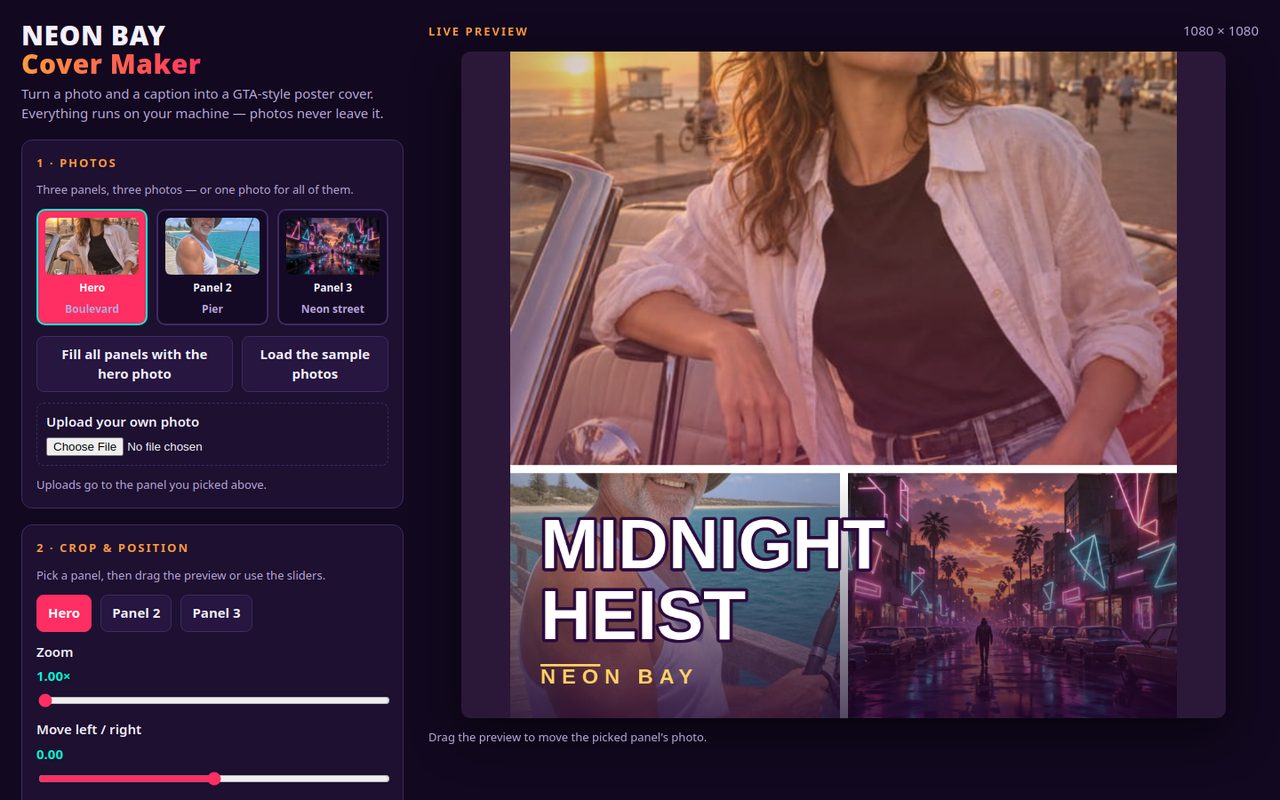 NEON BAY
Cover Maker
Turn a photo and a caption into a GTA-style poster cover.
Everything runs on your machine — photos never leave it.
1 · PHOTOS
Three panels, three photos — or one photo for all of them.
Hero
Boulevard
Panel 2
Pier
Panel 3
Neon street
Fill all panels with the
hero photo
Load the sample
photos
Upload your own photo
Choose File No file chosen
Uploads go to the panel you picked above.
2 · CROP & POSITION
Pick a panel, then drag the preview or use the sliders.
Hero
Panel 2
Panel 3
Zoom
1.00×
Move left / right
0.00
LIVE PREVIEW
1080 × 1080
MIDNIGHT
HEIST
NEON BAY
Drag the preview to move the picked panel's photo.